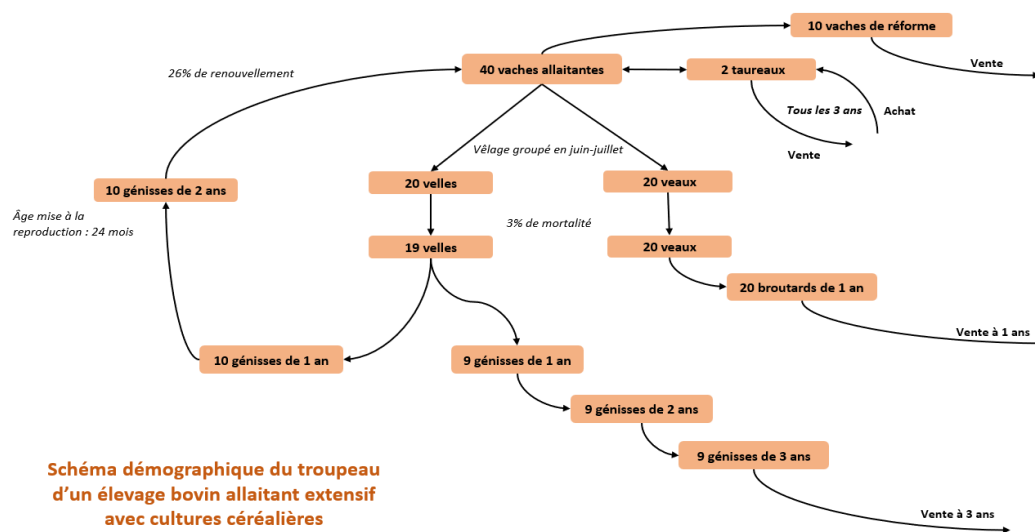 10 vaches de réforme
Vente
26% de renouvellement
40 vaches allaitantes
2 taureaux
Tous les 3 ans
Achat
Vente
Vêlage groupé en juin-juillet
10 génisses de 2 ans
20 velles
20 veaux
Âge mise à la
reproduction : 24 mois
3% de mortalité
19 velles
20 veaux
20 broutards de 1 an
Vente à 1 ans
10 génisses de 1 an
9 génisses de 1 an
9 génisses de 2 ans
9 génisses de 3 ans
Vente à 3 ans
Schéma démographique du troupeau
d’un élevage bovin allaitant extensif
avec cultures céréalières